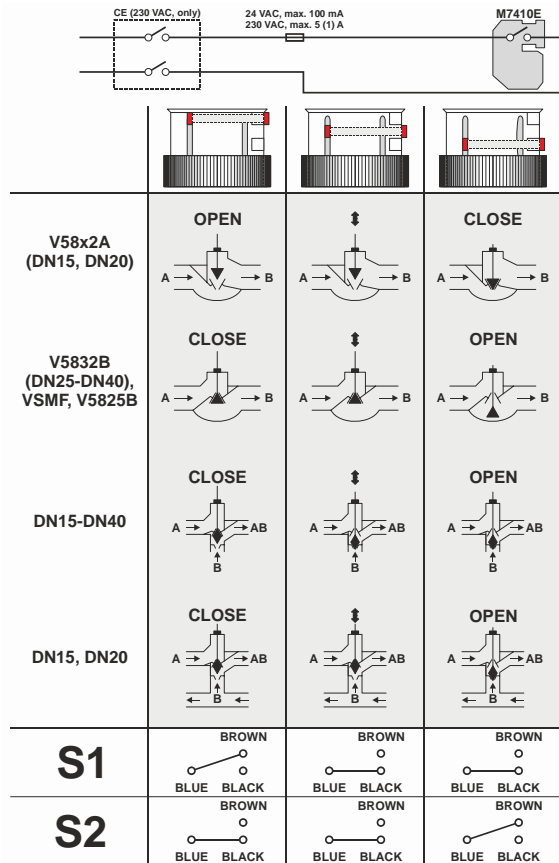 CE (230 VAC, only)
24 VAC, max. 100 mA
230 VAC, max. 5 (1) A
M7410E
V58x2A
(DN15, DN20)
OPEN
CLOSE
A B
A B
A B
V5832B
(DN25-DN40),
VSMF, V5825B
CLOSE
OPEN
A B
A B
A B
DN15-DN40
CLOSE
OPEN
A AB
B
A AB
B
A AB
B
DN15, DN20
CLOSE
OPEN
A AB
B
A AB
B
A AB
B
S1
BROWN
BLUE BLACK
BROWN
BLUE BLACK
BROWN
BLUE BLACK
S2
BROWN
BLUE BLACK
BROWN
BLUE BLACK
BROWN
BLUE BLACK